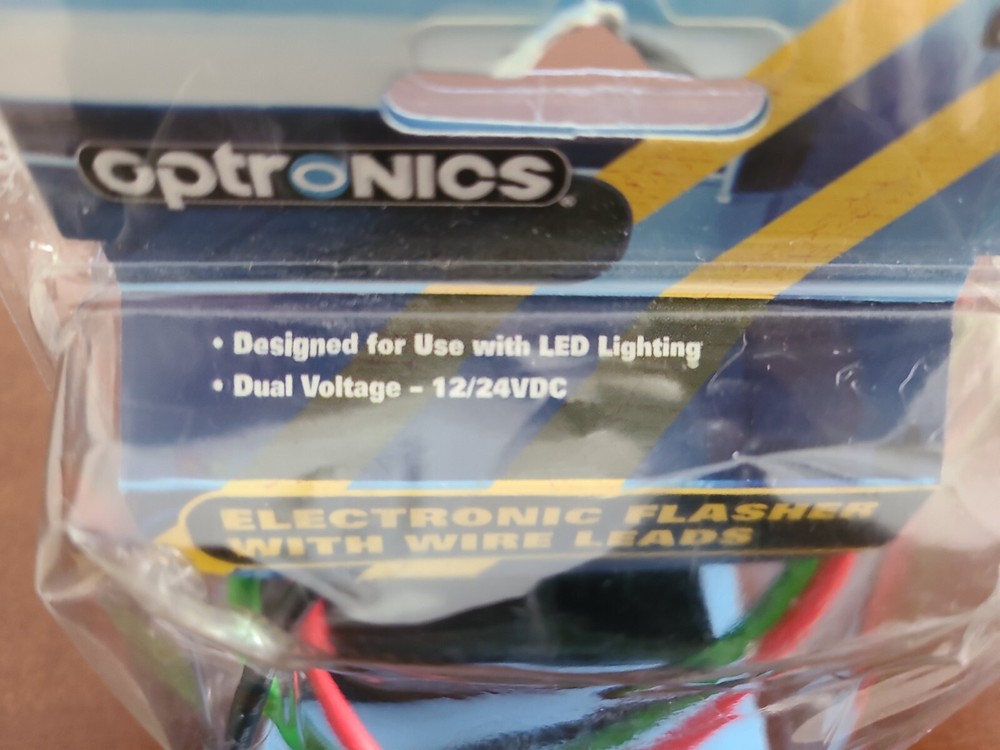 optrONICS
• Designed for Use with LED Lighting
• Dual Voltage – 12/24VDC
ELECTRONIC FLASHER
WITH WIRE LEADS